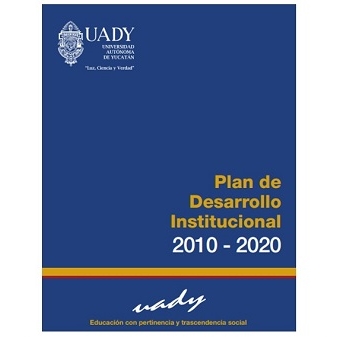 UADY
UNIVERSIDAD
AUTÓNOMA
DE YUCATÁN
"Luz, Ciencia y Verdad"
Plan de
Desarrollo
Institucional
2010 - 2020
uady
Educación con pertinencia y trascendencia social